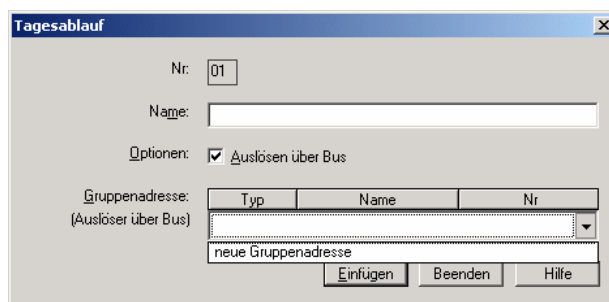 Tagesablauf
Nr: 01
Name:
Optionen: Auslösen über Bus
Gruppenadresse: Typ Name Nr
(Auslöser über Bus)
neue Gruppenadresse
Einfügen Beenden Hilfe